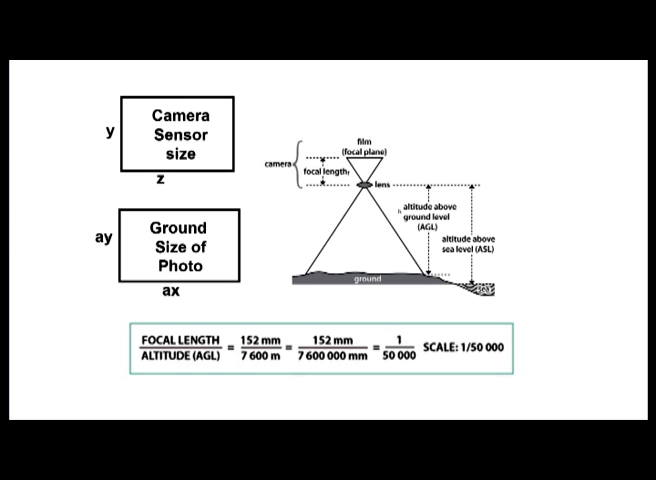 Camera
Sensor
size
y
z
Ground
Size of
Photo
ay
ax
film
(focal plane)
camera
focal length,
lens
h altitude above
ground level
(AGL)
altitude above
sea level (ASL)
ground
FOCAL LENGTH / ALTITUDE (AGL) = 152 mm / 7 600 m = 152 mm / 7 600 000 mm = 1 / 50 000 SCALE: 1/50 000